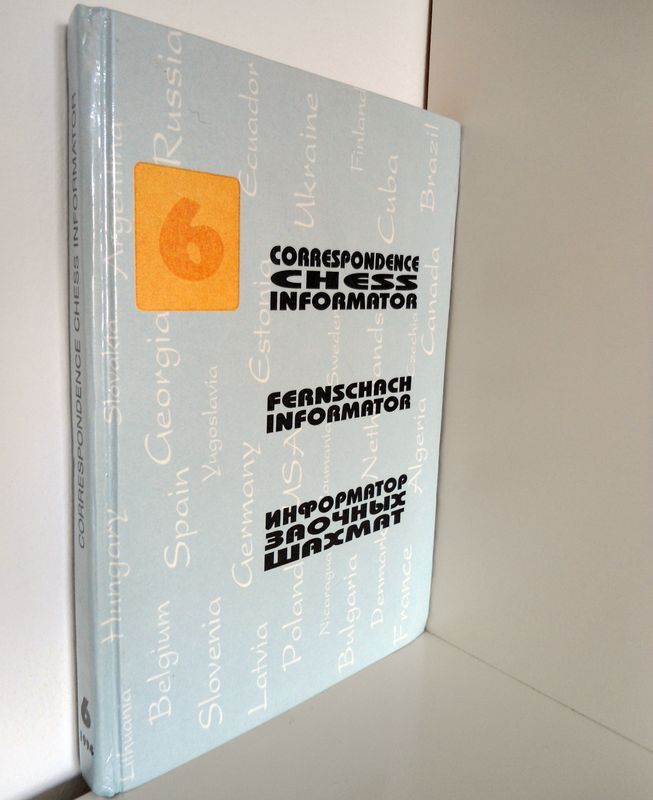 CORRESPONDENCE CHESS INFORMATOR
6
1996
6
CORRESPONDENCE
CHESS
INFORMATOR
FERNSCHACH
INFORMATOR
ИНФОРМАТОР
ЗАОЧНЫХ
ШАХМАТ
Argentina
Russia
Ecuador
Ukraine
Finland
Cuba
Brazil
Slovakia
Georgia
Yugoslavia
Estonia
Sweden
Netherlands
Czechia
Canada
Hungary
Spain
Germany
USA
Algeria
Lithuania
Belgium
Slovenia
Latvia
Poland
Nicaragua
Bulgaria
Denmark
France